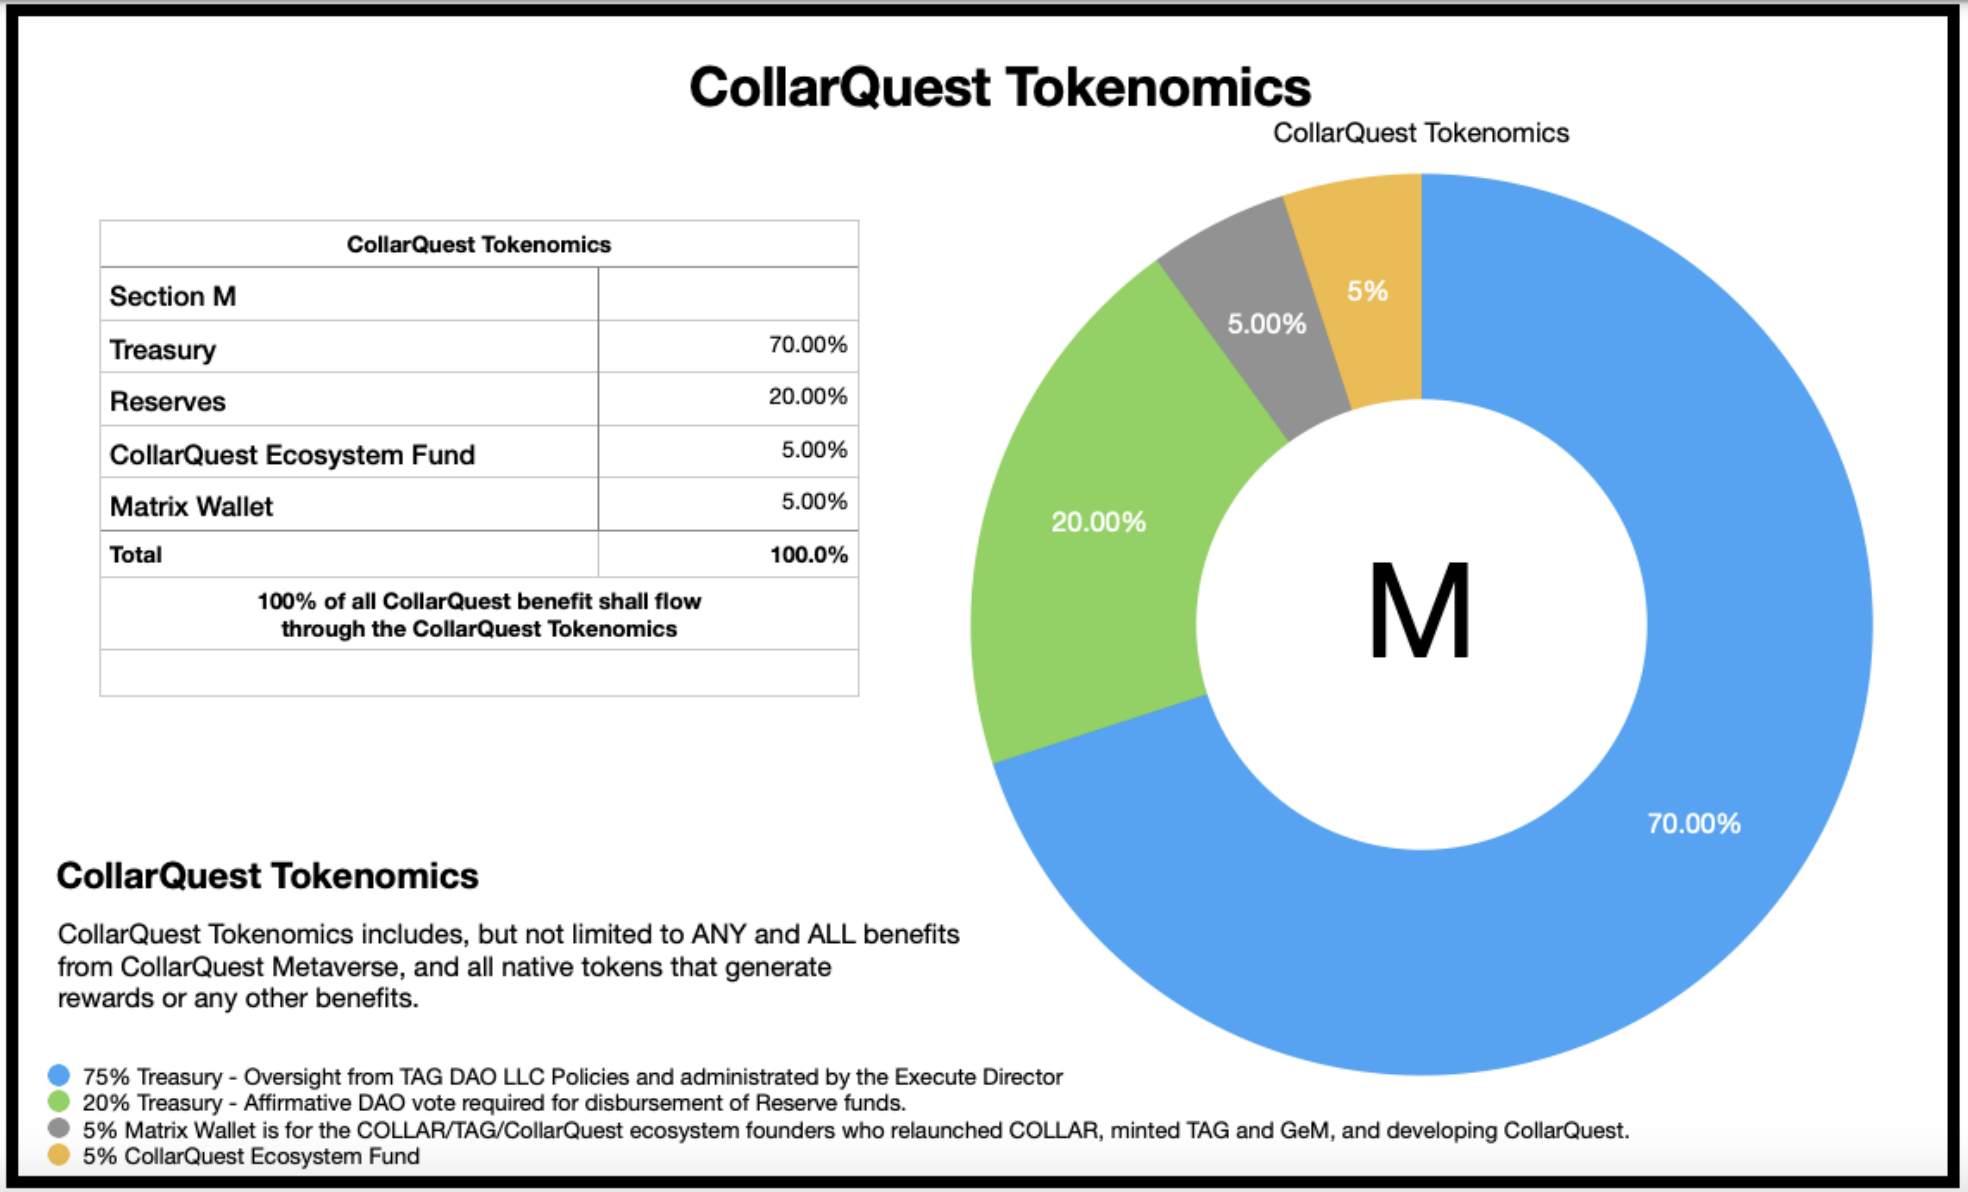 CollarQuest Tokenomics
CollarQuest Tokenomics
CollarQuest Tokenomics
Section M
Treasury 70.00%
Reserves 20.00%
CollarQuest Ecosystem Fund 5.00%
Matrix Wallet 5.00%
Total 100.0%
100% of all CollarQuest benefit shall flow
through the CollarQuest Tokenomics
5%
5.00%
20.00%
M
70.00%
CollarQuest Tokenomics
CollarQuest Tokenomics includes, but not limited to ANY and ALL benefits
from CollarQuest Metaverse, and all native tokens that generate
rewards or any other benefits.
75% Treasury - Oversight from TAG DAO LLC Policies and administrated by the Execute Director
20% Treasury - Affirmative DAO vote required for disbursement of Reserve funds.
5% Matrix Wallet is for the COLLAR/TAG/CollarQuest ecosystem founders who relaunched COLLAR, minted TAG and GeM, and developing CollarQuest.
5% CollarQuest Ecosystem Fund